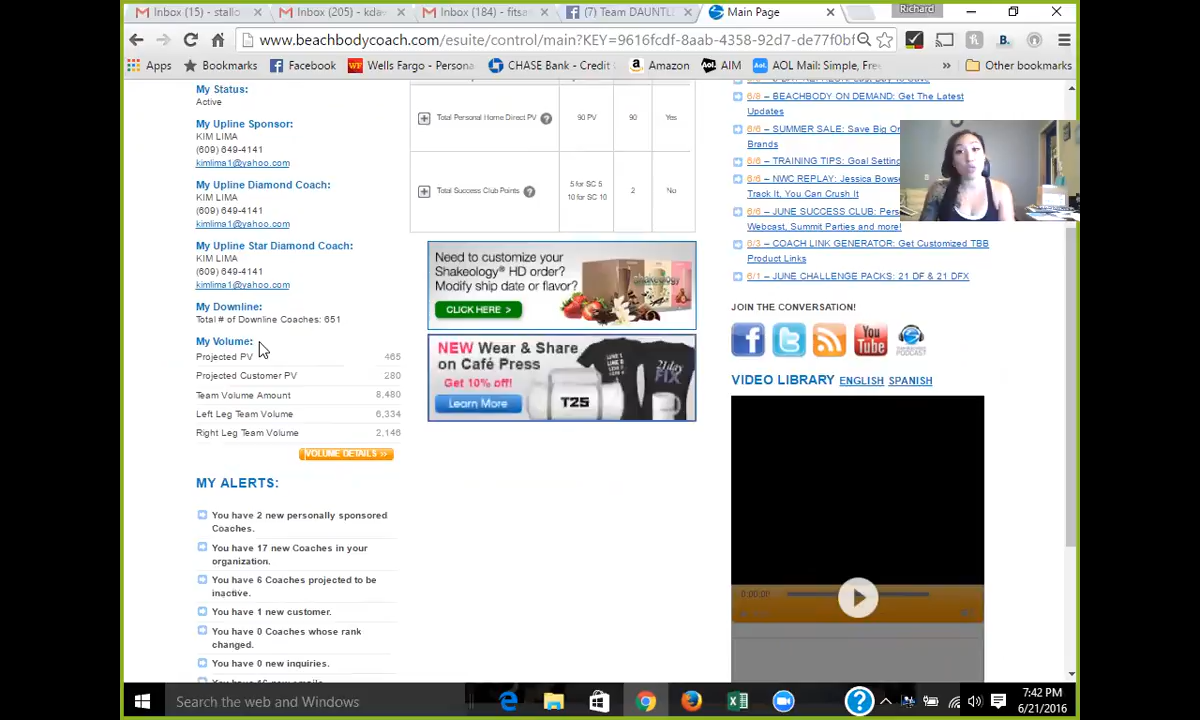 Inbox (15) - stallo
Inbox (205) - kdav
Inbox (184) - fitsa
(7) Team DAUNTL
Main Page
Richard
www.beachbodycoach.com/esuite/control/main?KEY=9616fcdf-8aab-4358-92d7-de77f0bf
Apps
Bookmarks
Facebook
Wells Fargo - Persona
CHASE Bank - Credit
Amazon
AIM
AOL Mail: Simple, Fre
Other bookmarks
My Status:
Active
My Upline Sponsor:
KIM LIMA
(609) 649-4141
kimlima1@yahoo.com
My Upline Diamond Coach:
KIM LIMA
(609) 649-4141
kimlima1@yahoo.com
My Upline Star Diamond Coach:
KIM LIMA
(609) 649-4141
kimlima1@yahoo.com
My Downline:
Total # of Downline Coaches: 651
My Volume:
Projected PV 465
Projected Customer PV 280
Team Volume Amount 8,480
Left Leg Team Volume 6,334
Right Leg Team Volume 2,146
VOLUME DETAILS >>
MY ALERTS:
You have 2 new personally sponsored
Coaches.
You have 17 new Coaches in your
organization.
You have 6 Coaches projected to be
inactive.
You have 1 new customer.
You have 0 Coaches whose rank
changed.
You have 0 new inquiries.
Total Personal Home Direct PV ? 90 PV 90 Yes
Total Success Club Points ? 5 for SC 5
10 for SC 10 2 No
Need to customize your
Shakeology® HD order?
Modify ship date or flavor?
CLICK HERE >
shakeology
NEW Wear & Share
on Café Press
Get 10% off!
Learn More
T25
21 day
FIX
6/8 – BEACHBODY ON DEMAND: Get The Latest
Updates
6/6 – SUMMER SALE: Save Big
Brands
6/6 – TRAINING TIPS: Goal Setting
6/6 – NWC REPLAY: Jessica Bows
Track It, You Can Crush It
6/6 – JUNE SUCCESS CLUB: Pers
Webcast, Summit Parties and more!
6/3 – COACH LINK GENERATOR: Get Customized TBB
Product Links
6/1 – JUNE CHALLENGE PACKS: 21 DF & 21 DFX
JOIN THE CONVERSATION!
You
Tube
VIDEO LIBRARY ENGLISH SPANISH
0:00:00
Search the web and Windows
7:42 PM
6/21/2016